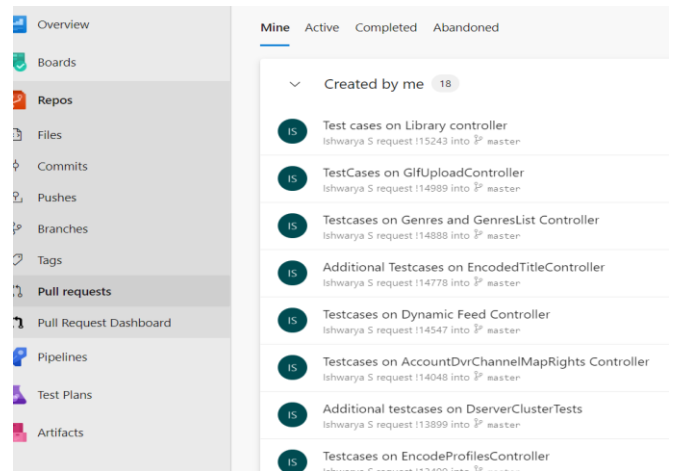 Overview
Boards
Repos
Files
Commits
Pushes
Branches
Tags
Pull requests
Pull Request Dashboard
Pipelines
Test Plans
Artifacts
Mine Active Completed Abandoned
Created by me 18
IS Test cases on Library controller
Ishwarya S request !15243 into master
IS TestCases on GlfUploadController
Ishwarya S request !14989 into master
IS Testcases on Genres and GenresList Controller
Ishwarya S request !14888 into master
IS Additional Testcases on EncodedTitleController
Ishwarya S request !14778 into master
IS Testcases on Dynamic Feed Controller
Ishwarya S request !14547 into master
IS Testcases on AccountDvrChannelMapRights Controller
Ishwarya S request !14048 into master
IS Additional testcases on DserverClusterTests
Ishwarya S request !13899 into master
IS Testcases on EncodeProfilesController
Ishwarya S request into master